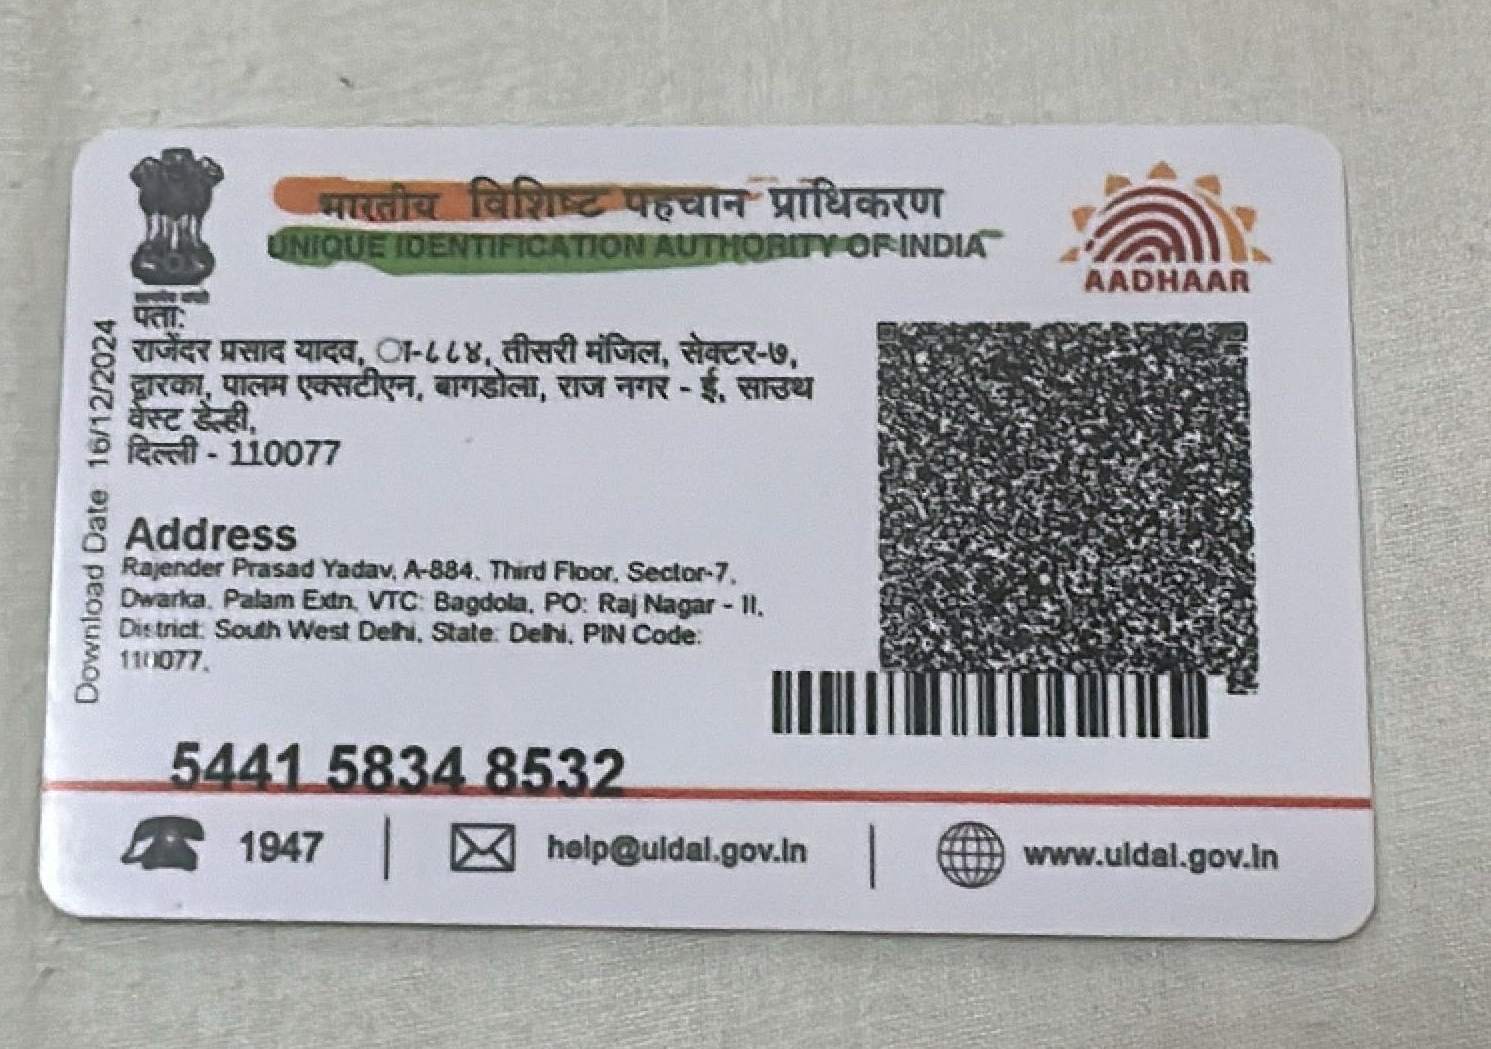 भारतीय विशिष्ट पहचान प्राधिकरण
UNIQUE IDENTIFICATION AUTHORITY OF INDIA
AADHAAR
पता:
राजेंदर प्रसाद यादव, ा-८८४, तीसरी मंजिल, सेक्टर-७,
द्वारका, पालम एक्सटीएन, बागडोला, राज नगर - ई, साउथ
वेस्ट डेल्ही,
दिल्ली - 110077
Download Date 16/12/2024
Address
Rajender Prasad Yadav, A-884, Third Floor, Sector-7,
Dwarka, Palam Extn, VTC: Bagdola, PO: Raj Nagar - II,
District: South West Delhi, State: Delhi, PIN Code:
110077,
5441 5834 8532
1947
help@uidai.gov.in
www.uidai.gov.in